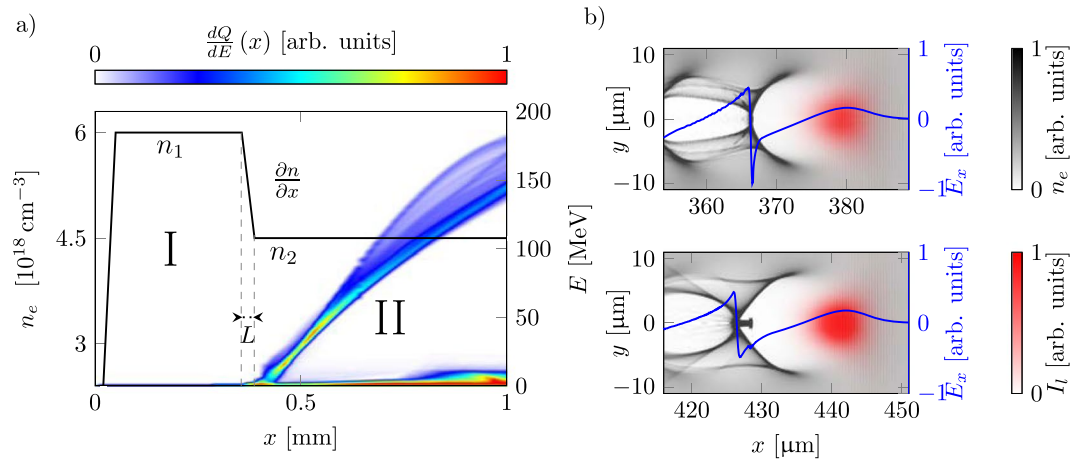 a)
dQ/dE (x) [arb. units]
0 1
6
4.5
3
n_e [10^18 cm^−3]
n_1
∂n/∂x
n_2
I
II
L
200
150
100
50
0
E [MeV]
0 0.5 1
x [mm]
b)
10
0
−10
y [μm]
360 370 380
1
0
−1
E_x [arb. units]
1
0
n_e [arb. units]
10
0
−10
y [μm]
420 430 440 450
x [μm]
1
0
−1
E_x [arb. units]
1
0
I_l [arb. units]